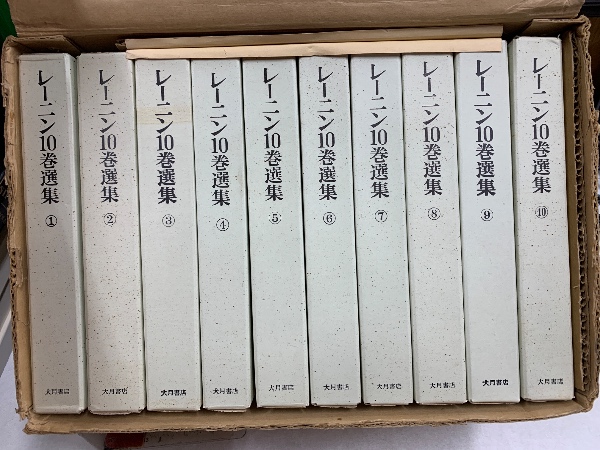 レーニン10巻選集 ①
大月書店
レーニン10巻選集 ②
大月書店
レーニン10巻選集 ③
大月書店
レーニン10巻選集 ④
大月書店
レーニン10巻選集 ⑤
大月書店
レーニン10巻選集 ⑥
大月書店
レーニン10巻選集 ⑦
大月書店
レーニン10巻選集 ⑧
大月書店
レーニン10巻選集 ⑨
大月書店
レーニン10巻選集 ⑩
大月書店